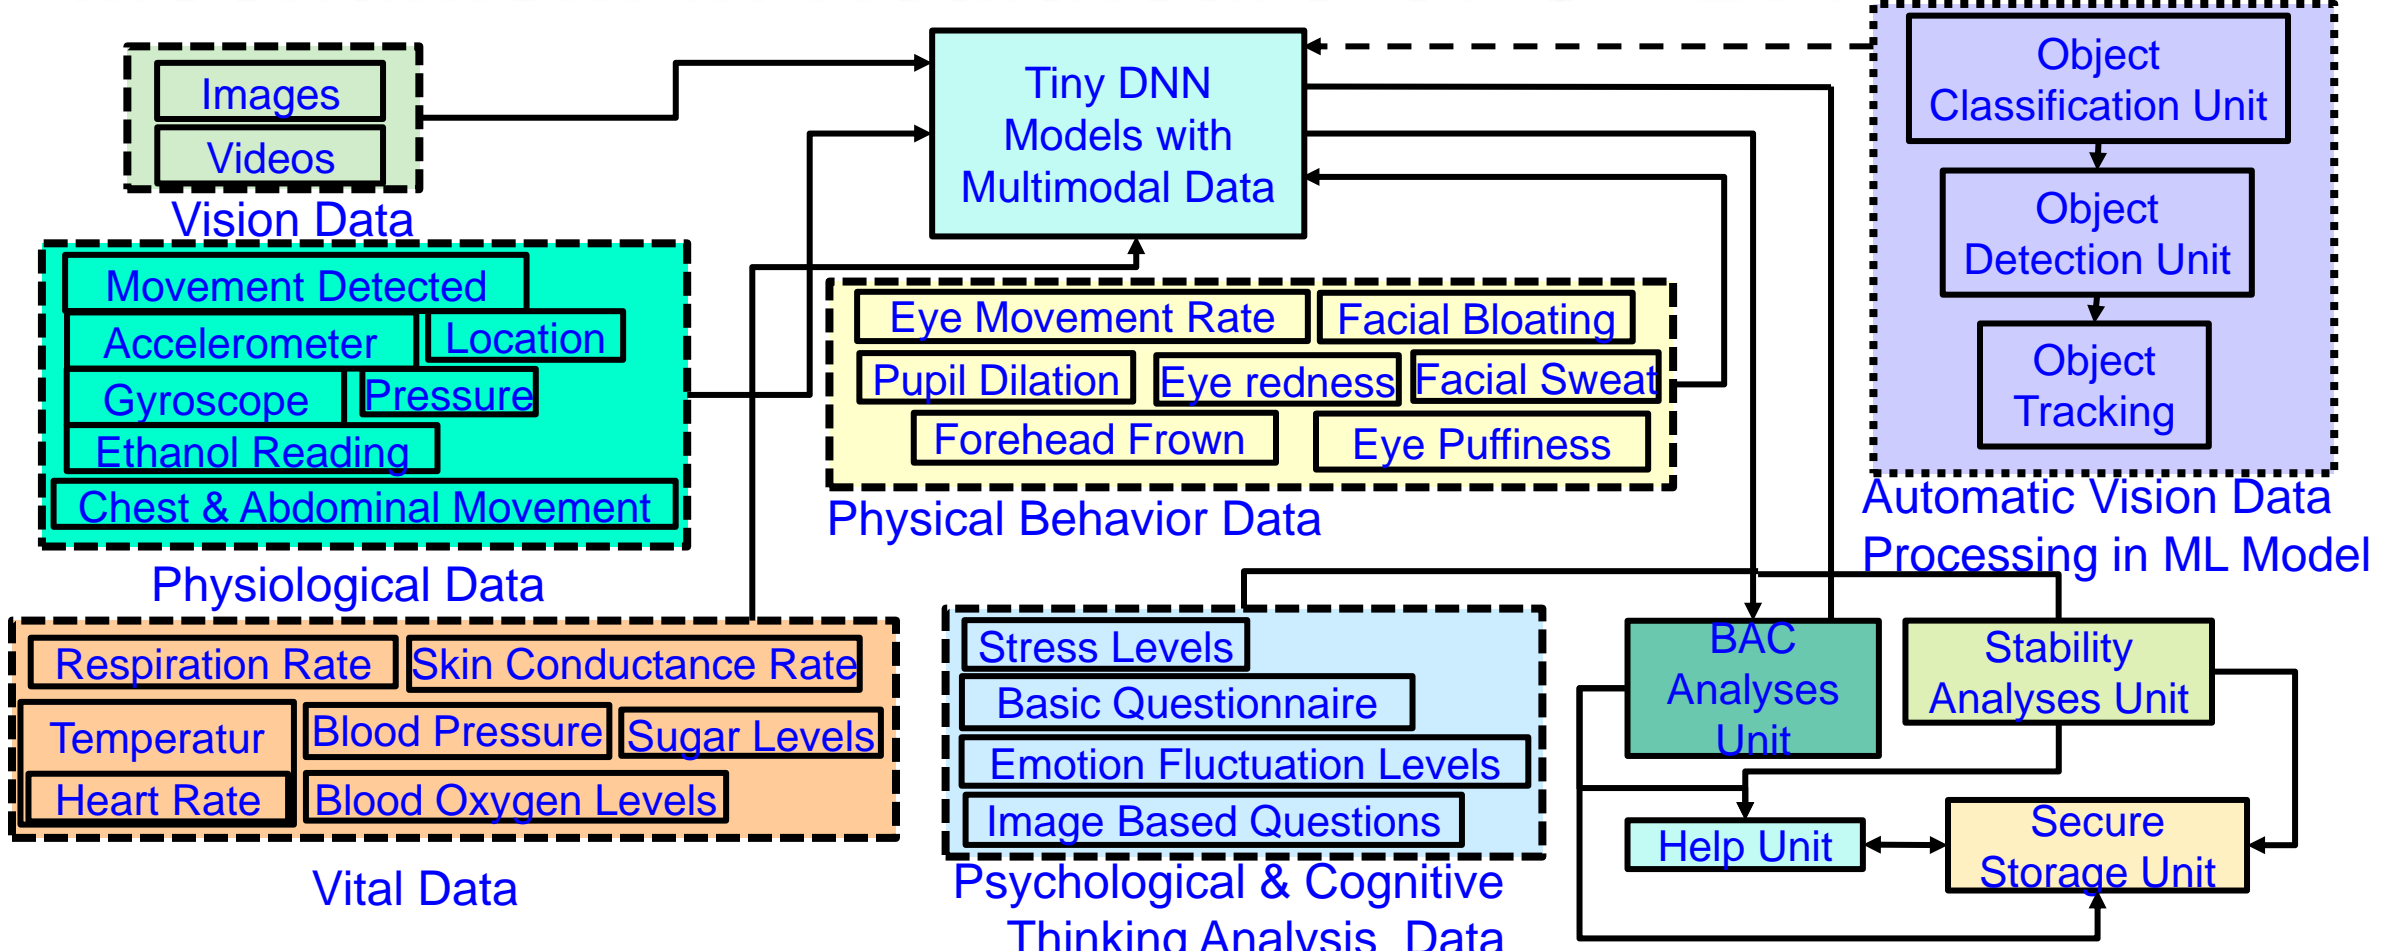 Images
Videos
Vision Data
Tiny DNN
Models with
Multimodal Data
Object
Classification Unit
Object
Detection Unit
Object
Tracking
Automatic Vision Data
Processing in ML Model
Movement Detected
Accelerometer
Location
Gyroscope
Pressure
Ethanol Reading
Chest & Abdominal Movement
Physiological Data
Eye Movement Rate
Facial Bloating
Pupil Dilation
Eye redness
Facial Sweat
Forehead Frown
Eye Puffiness
Physical Behavior Data
Respiration Rate
Skin Conductance Rate
Temperatur
Blood Pressure
Sugar Levels
Heart Rate
Blood Oxygen Levels
Vital Data
Stress Levels
Basic Questionnaire
Emotion Fluctuation Levels
Image Based Questions
Psychological & Cognitive
Thinking Analysis Data
BAC
Analyses
Unit
Stability
Analyses Unit
Help Unit
Secure
Storage Unit